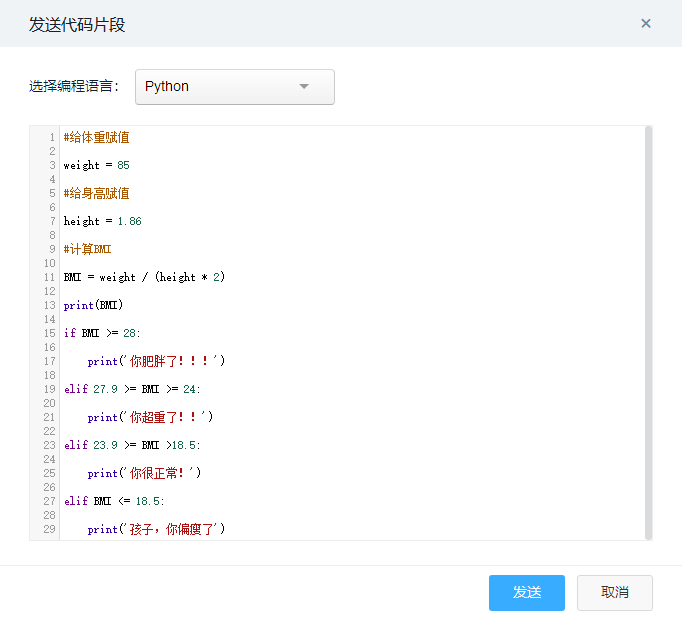 发送代码片段
×
选择编程语言： Python
1 #给体重赋值
2
3 weight = 85
4
5 #给身高赋值
6
7 height = 1.86
8
9 #计算BMI
10
11 BMI = weight / (height * 2)
12
13 print(BMI)
14
15 if BMI >= 28:
16
17     print('你肥胖了！！！')
18
19 elif 27.9 >= BMI >= 24:
20
21     print('你超重了！！')
22
23 elif 23.9 >= BMI >18.5:
24
25     print('你很正常！')
26
27 elif BMI <= 18.5:
28
29     print('孩子，你偏瘦了')
发送 取消